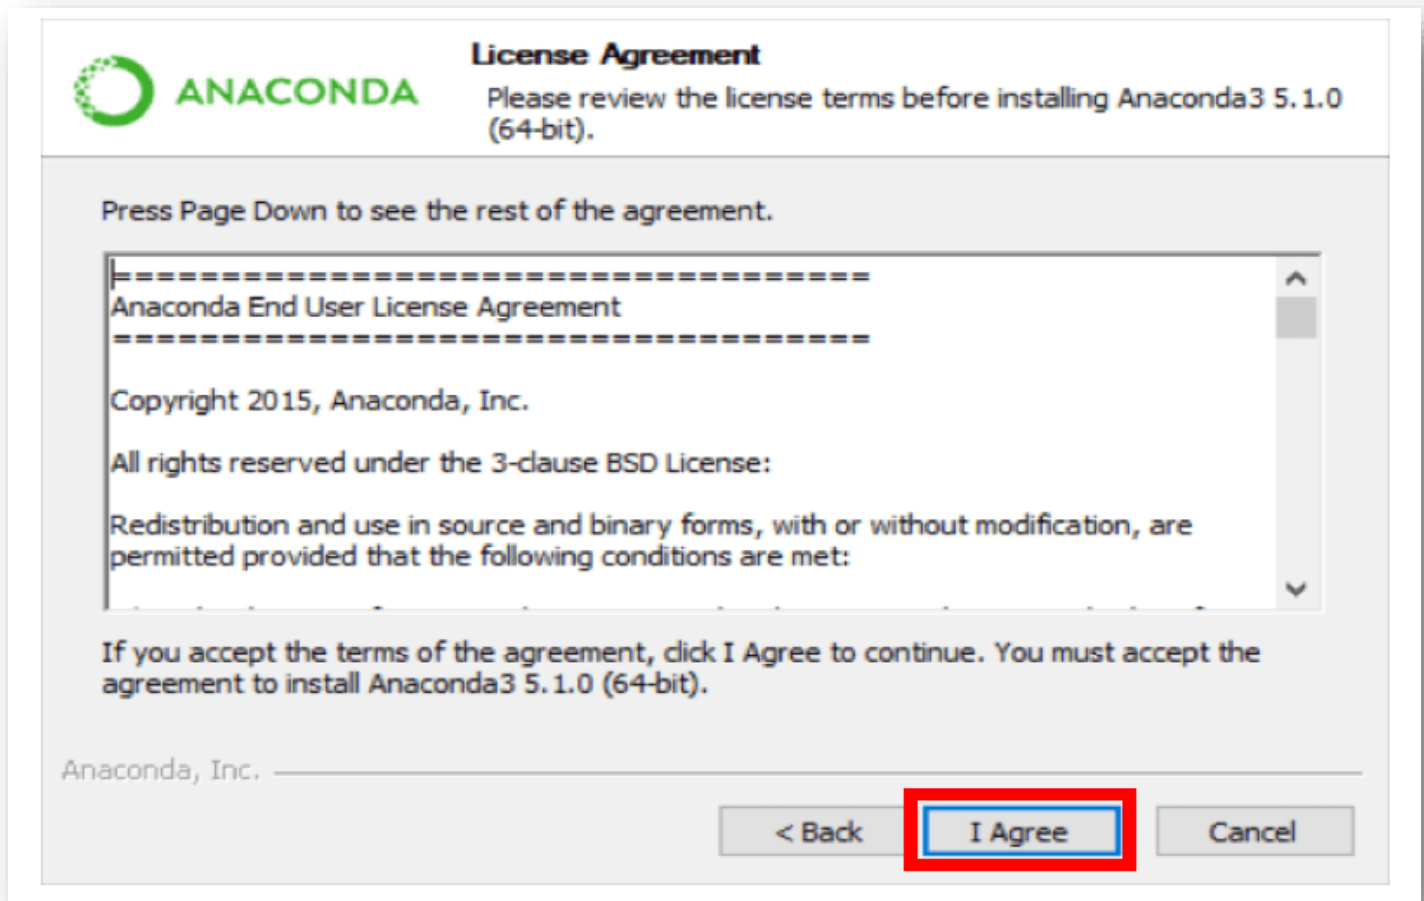 ANACONDA
License Agreement
Please review the license terms before installing Anaconda3 5.1.0
(64-bit).
Press Page Down to see the rest of the agreement.
===================================
Anaconda End User License Agreement
===================================
Copyright 2015, Anaconda, Inc.
All rights reserved under the 3-clause BSD License:
Redistribution and use in source and binary forms, with or without modification, are
permitted provided that the following conditions are met:
If you accept the terms of the agreement, click I Agree to continue. You must accept the
agreement to install Anaconda3 5.1.0 (64-bit).
Anaconda, Inc.
< Back
I Agree
Cancel